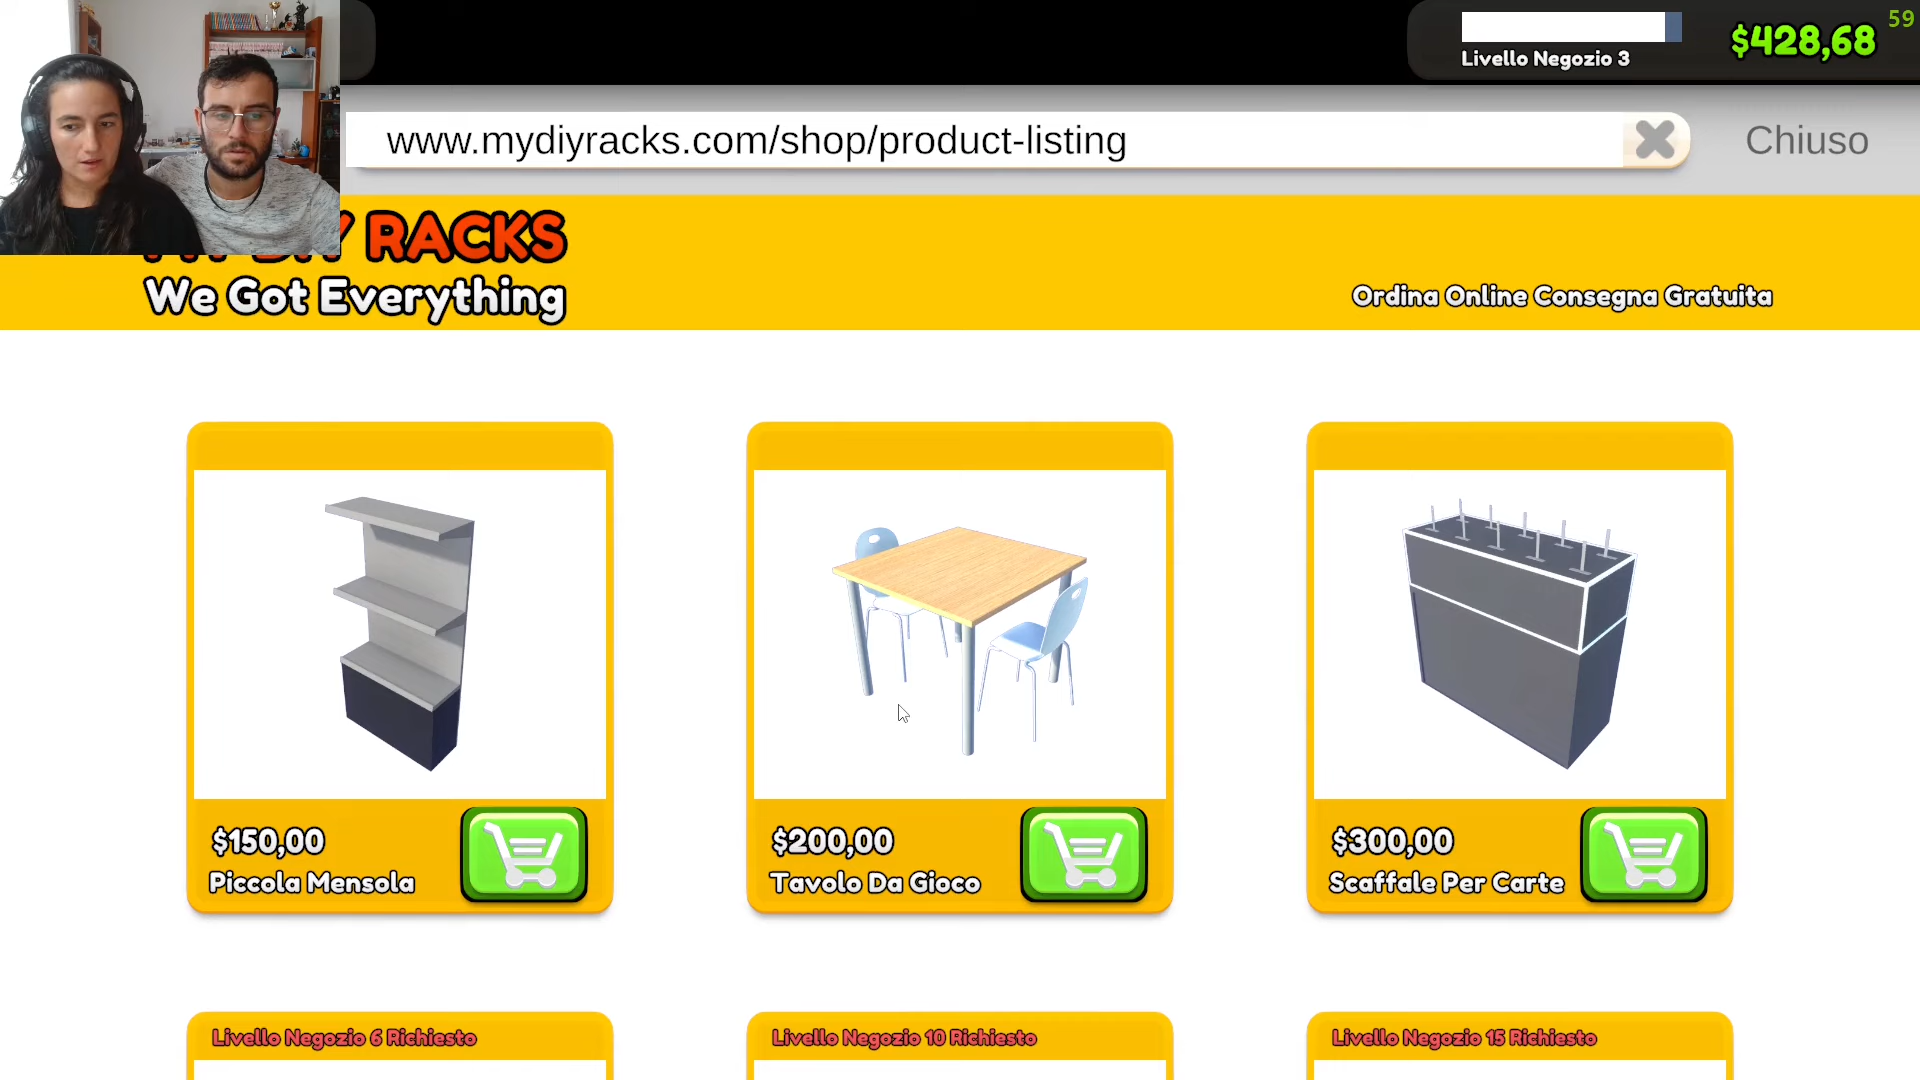 59
$428,68
Livello Negozio 3
www.mydiyracks.com/shop/product-listing
Chiuso
RACKS
We Got Everything
Ordina Online Consegna Gratuita
$150,00
Piccola Mensola
$200,00
Tavolo Da Gioco
$300,00
Scaffale Per Carte
Livello Negozio 6 Richiesto
Livello Negozio 10 Richiesto
Livello Negozio 15 Richiesto